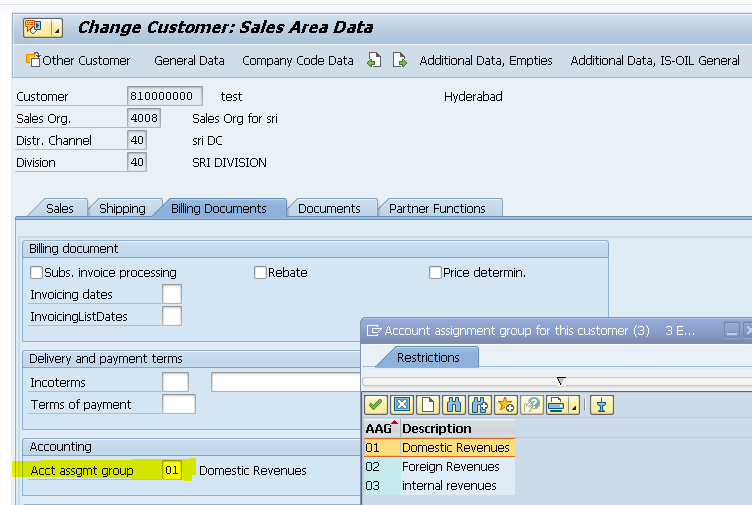 Change Customer: Sales Area Data
Other Customer General Data Company Code Data Additional Data, Empties Additional Data, IS-OIL General
Customer 810000000 test Hyderabad
Sales Org. 4008 Sales Org for sri
Distr. Channel 40 sri DC
Division 40 SRI DIVISION
Sales Shipping Billing Documents Documents Partner Functions
Billing document
Subs. invoice processing Rebate Price determin.
Invoicing dates
InvoicingListDates
Delivery and payment terms
Incoterms
Terms of payment
Accounting
Acct assgmt group 01 Domestic Revenues
Account assignment group for this customer (3) 3 E...
Restrictions
AAG Description
01 Domestic Revenues
02 Foreign Revenues
03 internal revenues